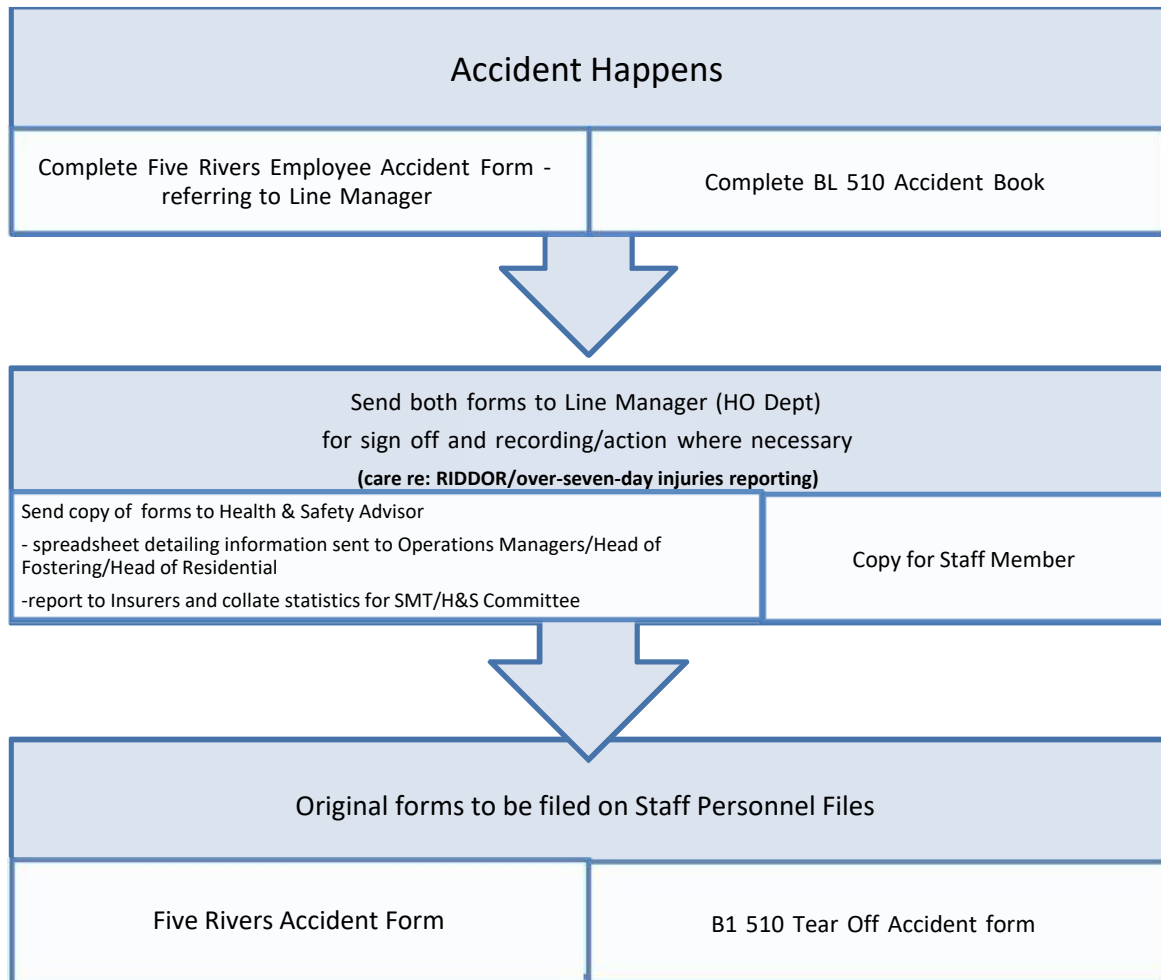 Accident Happens
Complete Five Rivers Employee Accident Form -
referring to Line Manager
Complete BL 510 Accident Book
Send both forms to Line Manager (HO Dept)
for sign off and recording/action where necessary
(care re: RIDDOR/over-seven-day injuries reporting)
Send copy of forms to Health & Safety Advisor
- spreadsheet detailing information sent to Operations Managers/Head of
Fostering/Head of Residential
-report to Insurers and collate statistics for SMT/H&S Committee
Copy for Staff Member
Original forms to be filed on Staff Personnel Files
Five Rivers Accident Form
B1 510 Tear Off Accident form